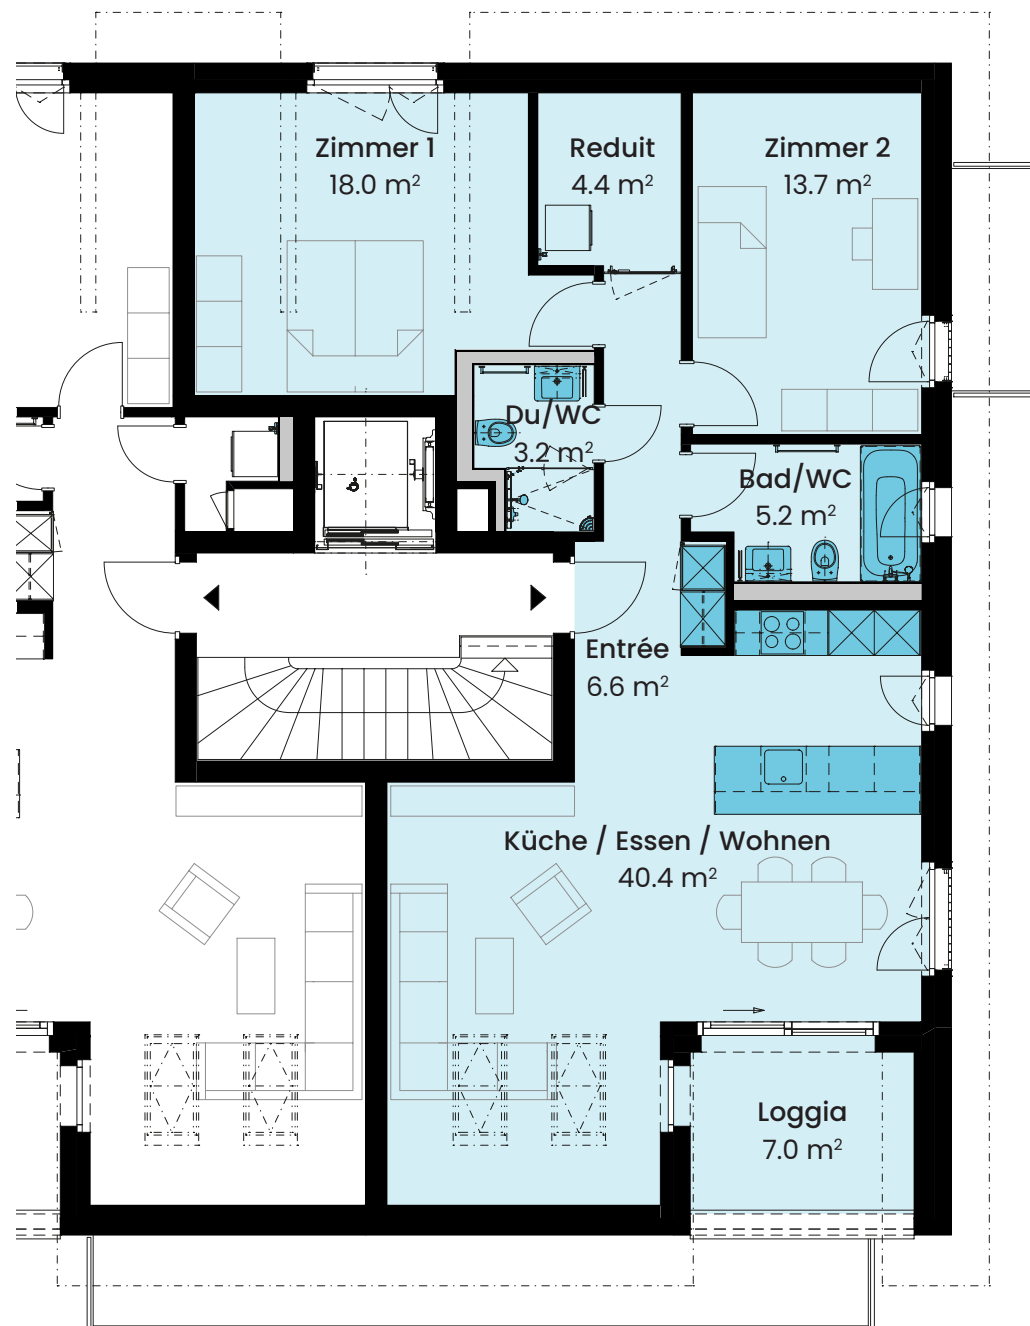 Zimmer 1
18.0 m²
Reduit
4.4 m²
Zimmer 2
13.7 m²
Du/WC
3.2 m²
Bad/WC
5.2 m²
Entrée
6.6 m²
Küche / Essen / Wohnen
40.4 m²
Loggia
7.0 m²